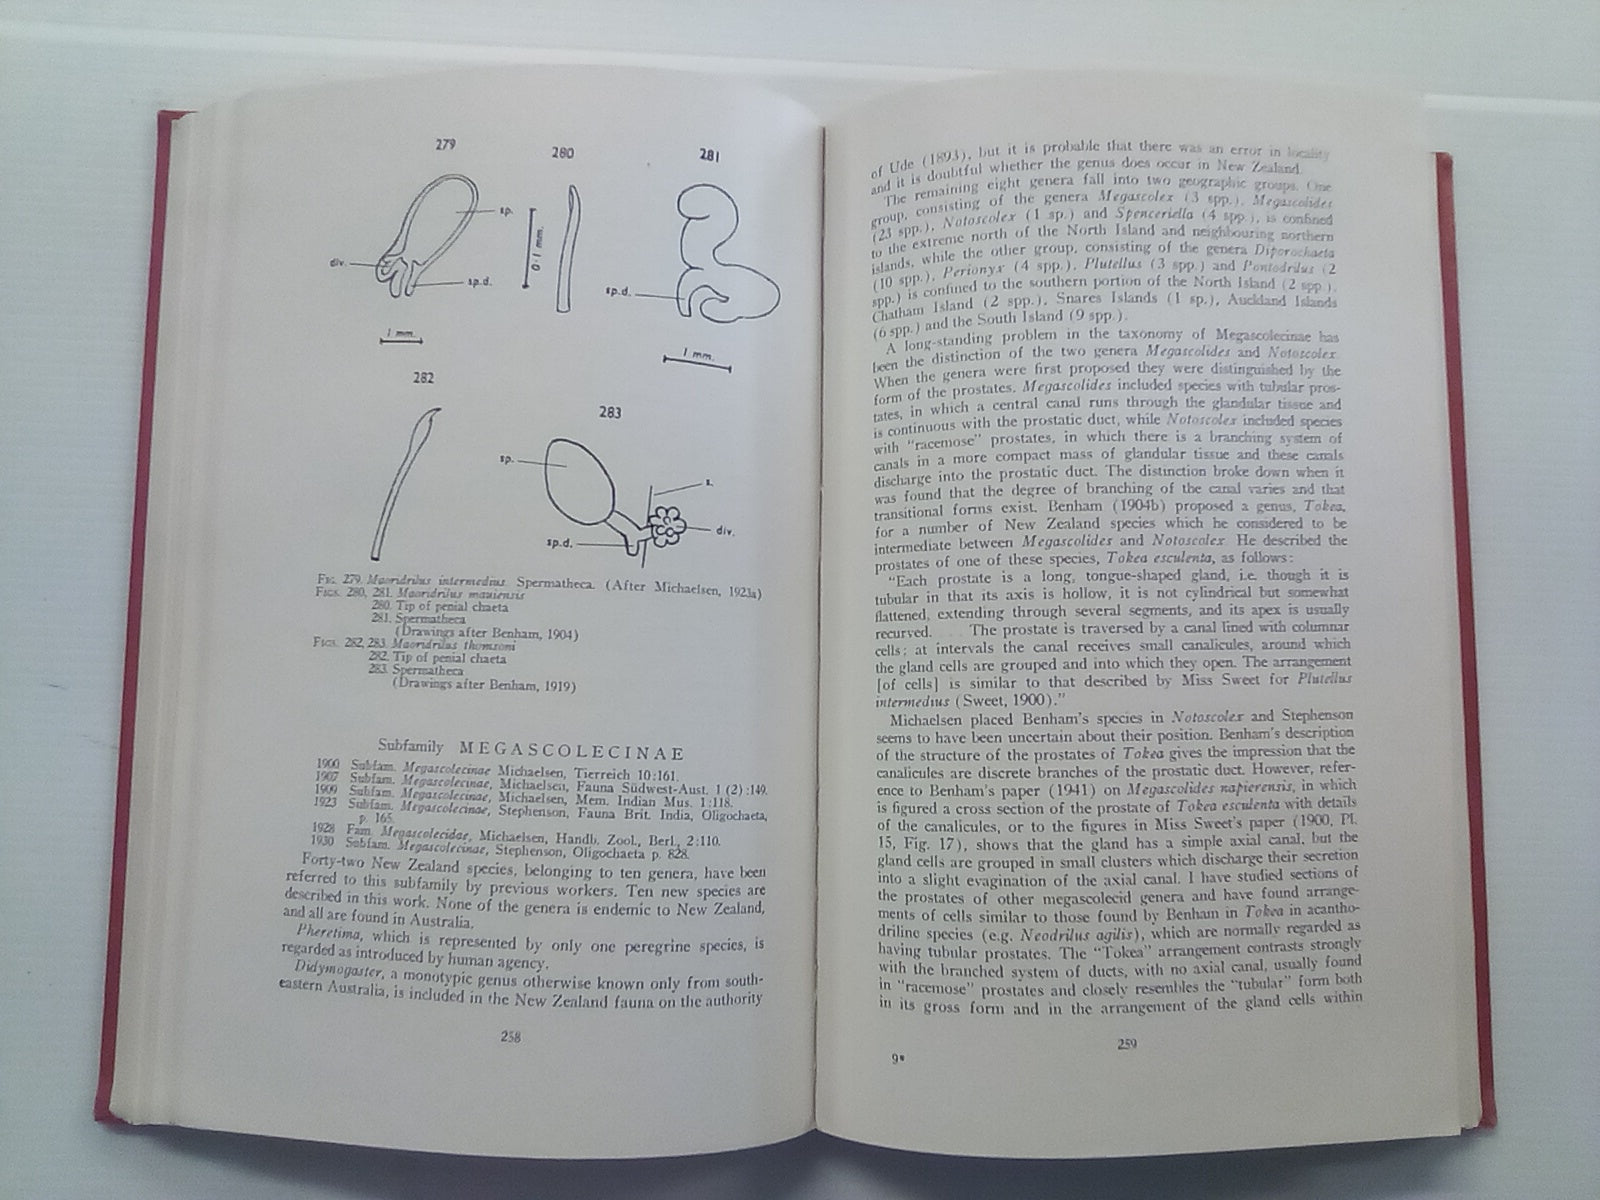 279
280
281
sp.
div.
sp.d.
0·1 mm.
sp.d.
1 mm.
1 mm.
282
283
sp.
s.
div.
sp.d.
Fig. 279. Maoridrilus intermedius. Spermatheca. (After Michaelsen, 1923a)
Figs. 280, 281. Maoridrilus mauiensis
280. Tip of penial chaeta
281. Spermatheca
(Drawings after Benham, 1904)
Figs. 282, 283. Maoridrilus thomsoni
282. Tip of penial chaeta
283. Spermatheca
(Drawings after Benham, 1919)
Subfamily MEGASCOLECINAE
1900 Subfam. Megascolecinae Michaelsen, Tierreich 10:161.
1907 Subfam. Megascolecinae, Michaelsen, Fauna Südwest-Aust. 1 (2) :149.
1909 Subfam. Megascolecinae, Michaelsen, Mem. Indian Mus. 1:118.
1923 Subfam. Megascolecinae, Stephenson, Fauna Brit. India, Oligochaeta,
p. 165.
1928 Fam. Megascolecidae, Michaelsen, Handb. Zool., Berl., 2:110.
1930 Subfam. Megascolecinae, Stephenson, Oligochaeta p. 828.
Forty-two New Zealand species, belonging to ten genera, have been
referred to this subfamily by previous workers. Ten new species are
described in this work. None of the genera is endemic to New Zealand,
and all are found in Australia.
Pheretima, which is represented by only one peregrine species, is
regarded as introduced by human agency.
Didymogaster, a monotypic genus otherwise known only from south-
eastern Australia, is included in the New Zealand fauna on the authority
258
of Ude (1893), but it is probable that there was an error in locality
and it is doubtful whether the genus does occur in New Zealand.
The remaining eight genera fall into two geographic groups. One
group, consisting of the genera Megascolex (3 spp.), Megascolides
(23 spp.), Notoscolex (1 sp.) and Spenceriella (4 spp.), is confined
to the extreme north of the North Island and neighbouring northern
islands, while the other group, consisting of the genera Diporochaeta
(10 spp.), Perionyx (4 spp.), Plutellus (3 spp.) and Pontodrilus (2
spp.) is confined to the southern portion of the North Island (2 spp.),
Chatham Island (2 spp.), Snares Islands (1 sp.), Auckland Islands
(6 spp.) and the South Island (9 spp.).
A long-standing problem in the taxonomy of Megascolecinae has
been the distinction of the two genera Megascolides and Notoscolex.
When the genera were first proposed they were distinguished by the
form of the prostates. Megascolides included species with tubular pros-
tates, in which a central canal runs through the glandular tissue and
is continuous with the prostatic duct, while Notoscolex included species
with "racemose" prostates, in which there is a branching system of
canals in a more compact mass of glandular tissue and these canals
discharge into the prostatic duct. The distinction broke down when it
was found that the degree of branching of the canal varies and that
transitional forms exist. Benham (1904b) proposed a genus, Tokea,
for a number of New Zealand species which he considered to be
intermediate between Megascolides and Notoscolex. He described the
prostates of one of these species, Tokea esculenta, as follows:
"Each prostate is a long, tongue-shaped gland, i.e. though it is
tubular in that its axis is hollow, it is not cylindrical but somewhat
flattened, extending through several segments, and its apex is usually
recurved. . . . The prostate is traversed by a canal lined with columnar
cells; at intervals the canal receives small canalicules, around which
the gland cells are grouped and into which they open. The arrangement
[of cells] is similar to that described by Miss Sweet for Plutellus
intermedius (Sweet, 1900)."
Michaelsen placed Benham's species in Notoscolex and Stephenson
seems to have been uncertain about their position. Benham's description
of the structure of the prostates of Tokea gives the impression that the
canalicules are discrete branches of the prostatic duct. However, refer-
ence to Benham's paper (1941) on Megascolides napierensis, in which
is figured a cross section of the prostate of Tokea esculenta with details
of the canalicules, or to the figures in Miss Sweet's paper (1900, Pl.
15, Fig. 17), shows that the gland has a simple axial canal, but the
gland cells are grouped in small clusters which discharge their secretion
into a slight evagination of the axial canal. I have studied sections of
the prostates of other megascolecid genera and have found arrange-
ments of cells similar to those found by Benham in Tokea in acantho-
driline species (e.g. Neodrilus agilis), which are normally regarded as
having tubular prostates. The "Tokea" arrangement contrasts strongly
with the branched system of ducts, with no axial canal, usually found
in "racemose" prostates and closely resembles the "tubular" form both
in its gross form and in the arrangement of the gland cells within
259
9*